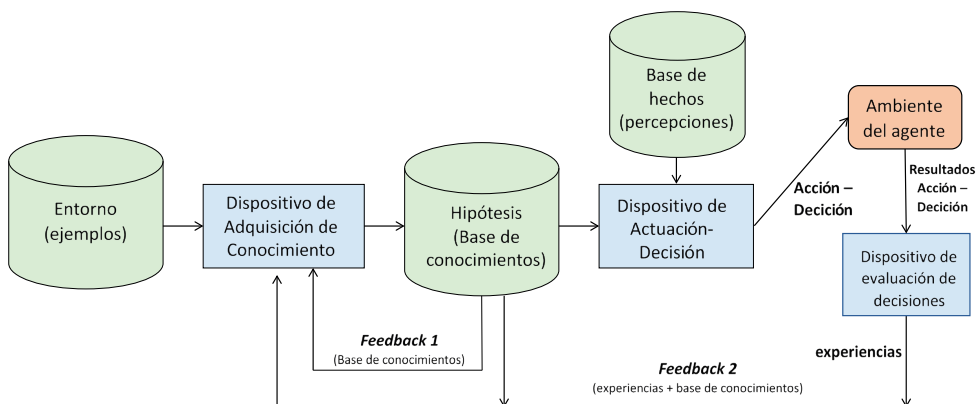 Entorno
(ejemplos)
Dispositivo de
Adquisición de
Conocimiento
Hipótesis
(Base de
conocimientos)
Base de
hechos
(percepciones)
Dispositivo de
Actuación-
Decisión
Acción –
Decición
Ambiente
del agente
Resultados
Acción –
Decición
Dispositivo de
evaluación de
decisiones
experiencias
Feedback 1
(Base de conocimientos)
Feedback 2
(experiencias + base de conocimientos)